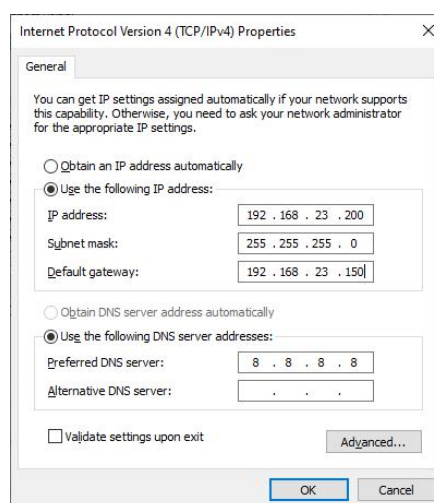 Internet Protocol Version 4 (TCP/IPv4) Properties
General
You can get IP settings assigned automatically if your network supports
this capability. Otherwise, you need to ask your network administrator
for the appropriate IP settings.
Obtain an IP address automatically
Use the following IP address:
IP address: 192 . 168 . 23 . 200
Subnet mask: 255 . 255 . 255 . 0
Default gateway: 192 . 168 . 23 . 150
Obtain DNS server address automatically
Use the following DNS server addresses:
Preferred DNS server: 8 . 8 . 8 . 8
Alternative DNS server: . . .
Validate settings upon exit
Advanced...
OK Cancel